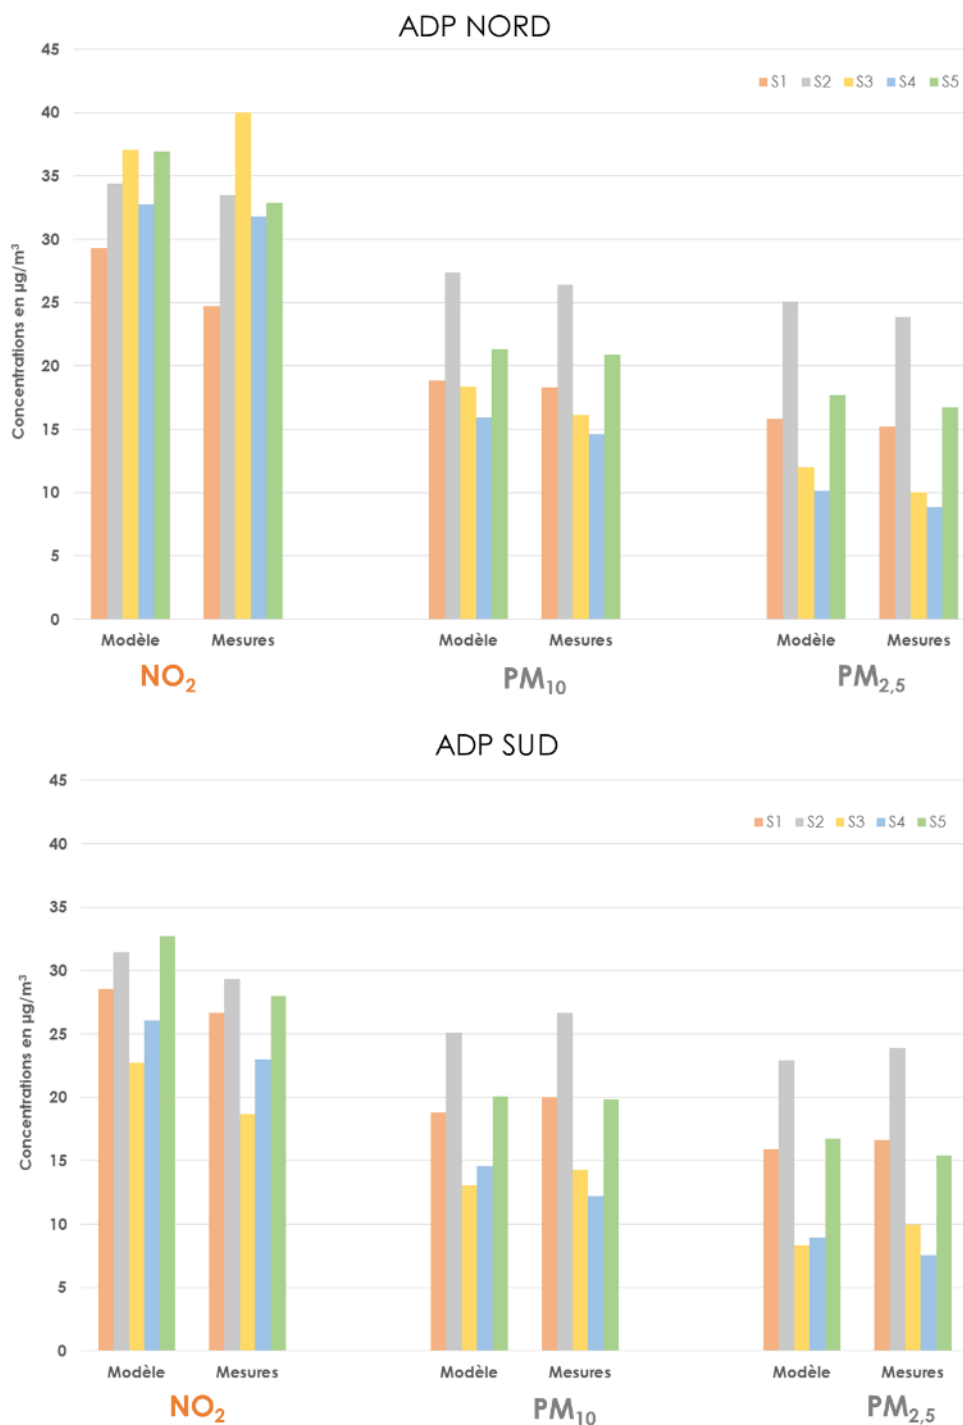 ADP NORD
45
S1 S2 S3 S4 S5
40
35
30
25
20
15
10
5
0
Concentrations en µg/m³
Modèle Mesures Modèle Mesures Modèle Mesures
NO₂ PM₁₀ PM₂,₅
ADP SUD
45
S1 S2 S3 S4 S5
40
35
30
25
20
15
10
5
0
Concentrations en µg/m³
Modèle Mesures Modèle Mesures Modèle Mesures
NO₂ PM₁₀ PM₂,₅